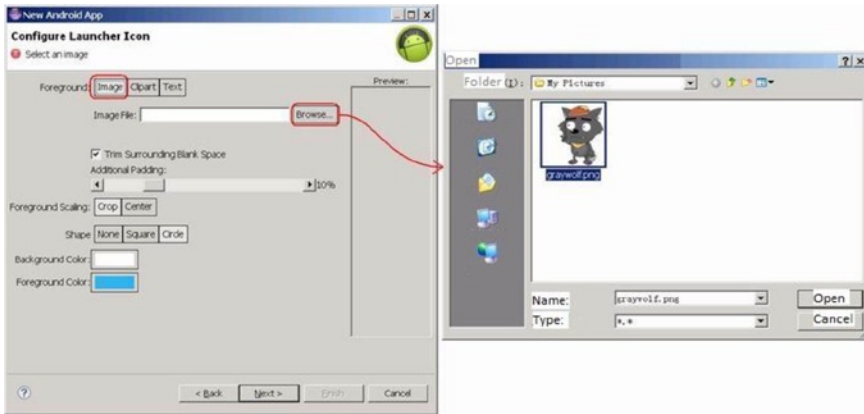 New Android App
Configure Launcher Icon
Select an image
Foreground: Image Clipart Text
Preview:
Image File: Browse...
Trim Surrounding Blank Space
Additional Padding:
10%
Foreground Scaling: Crop Center
Shape None Square Circle
Background Color:
Foreground Color:
< Back Next > Finish Cancel
Open
Folder(I): My Pictures
graywolf.png
Name: grayvolf.png Open
Type: *.* Cancel